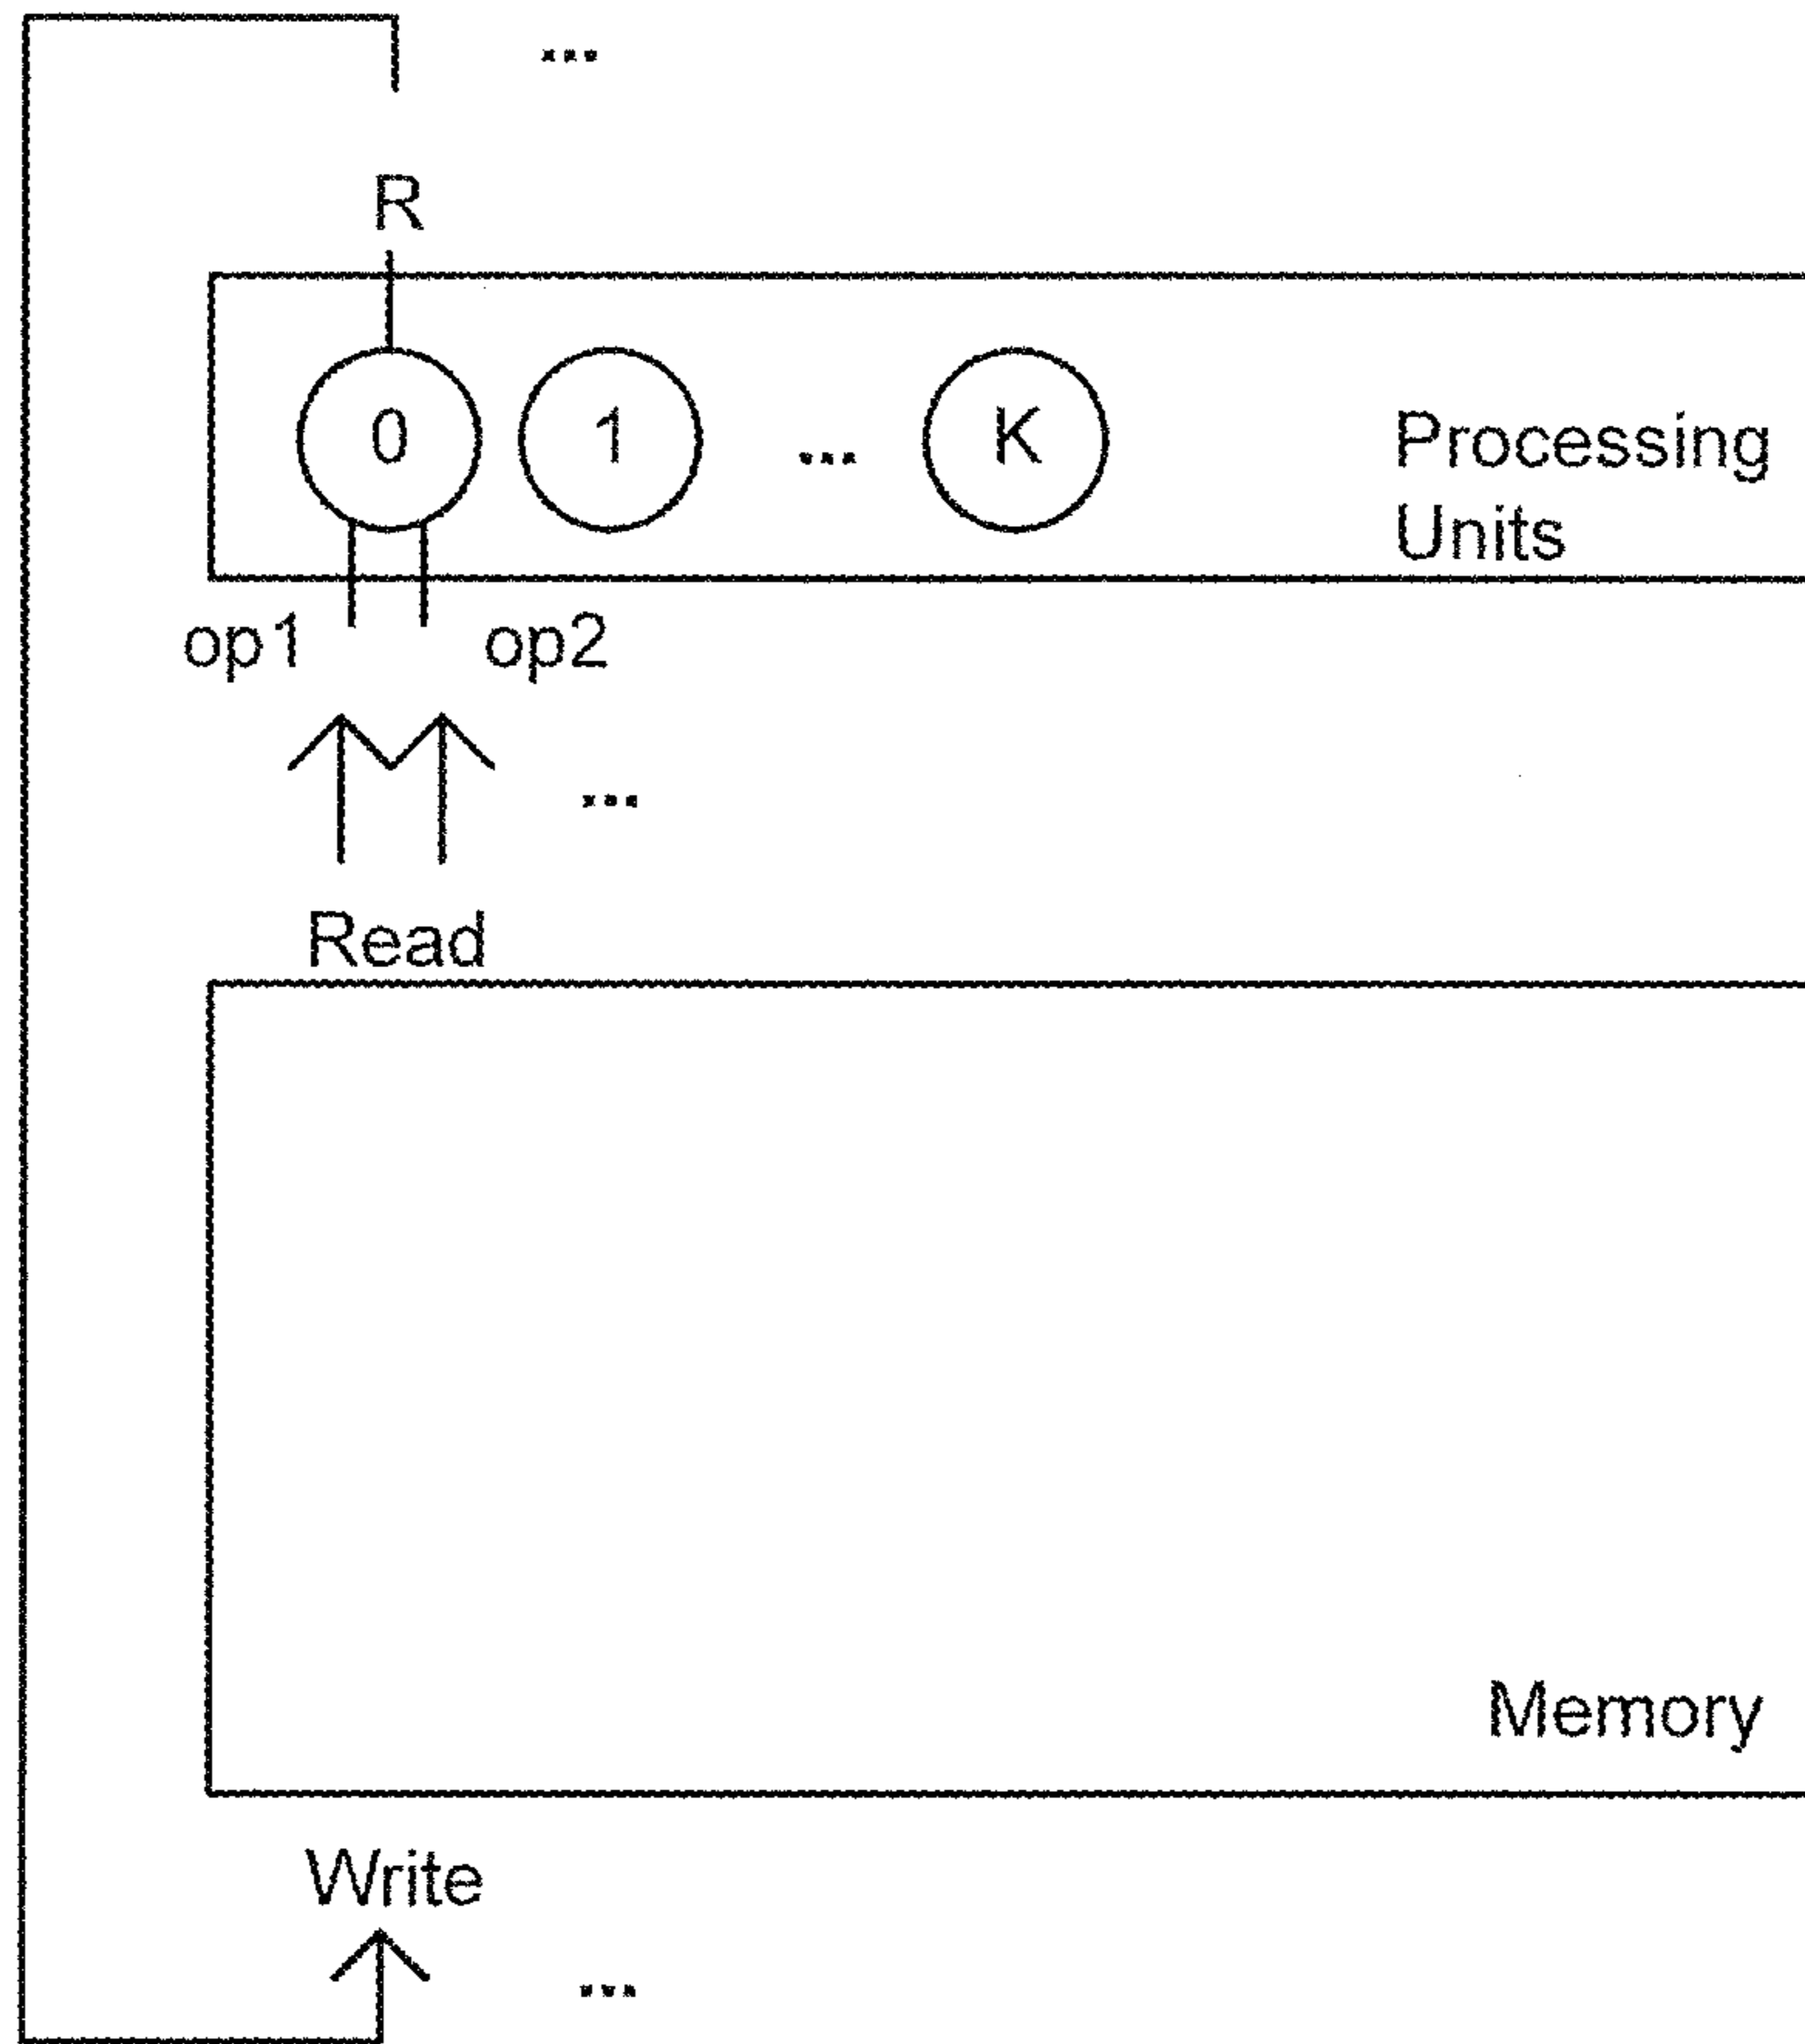 ...
R
0 1 ... K
Processing
Units
op1 op2
...
Read
Memory
Write
...